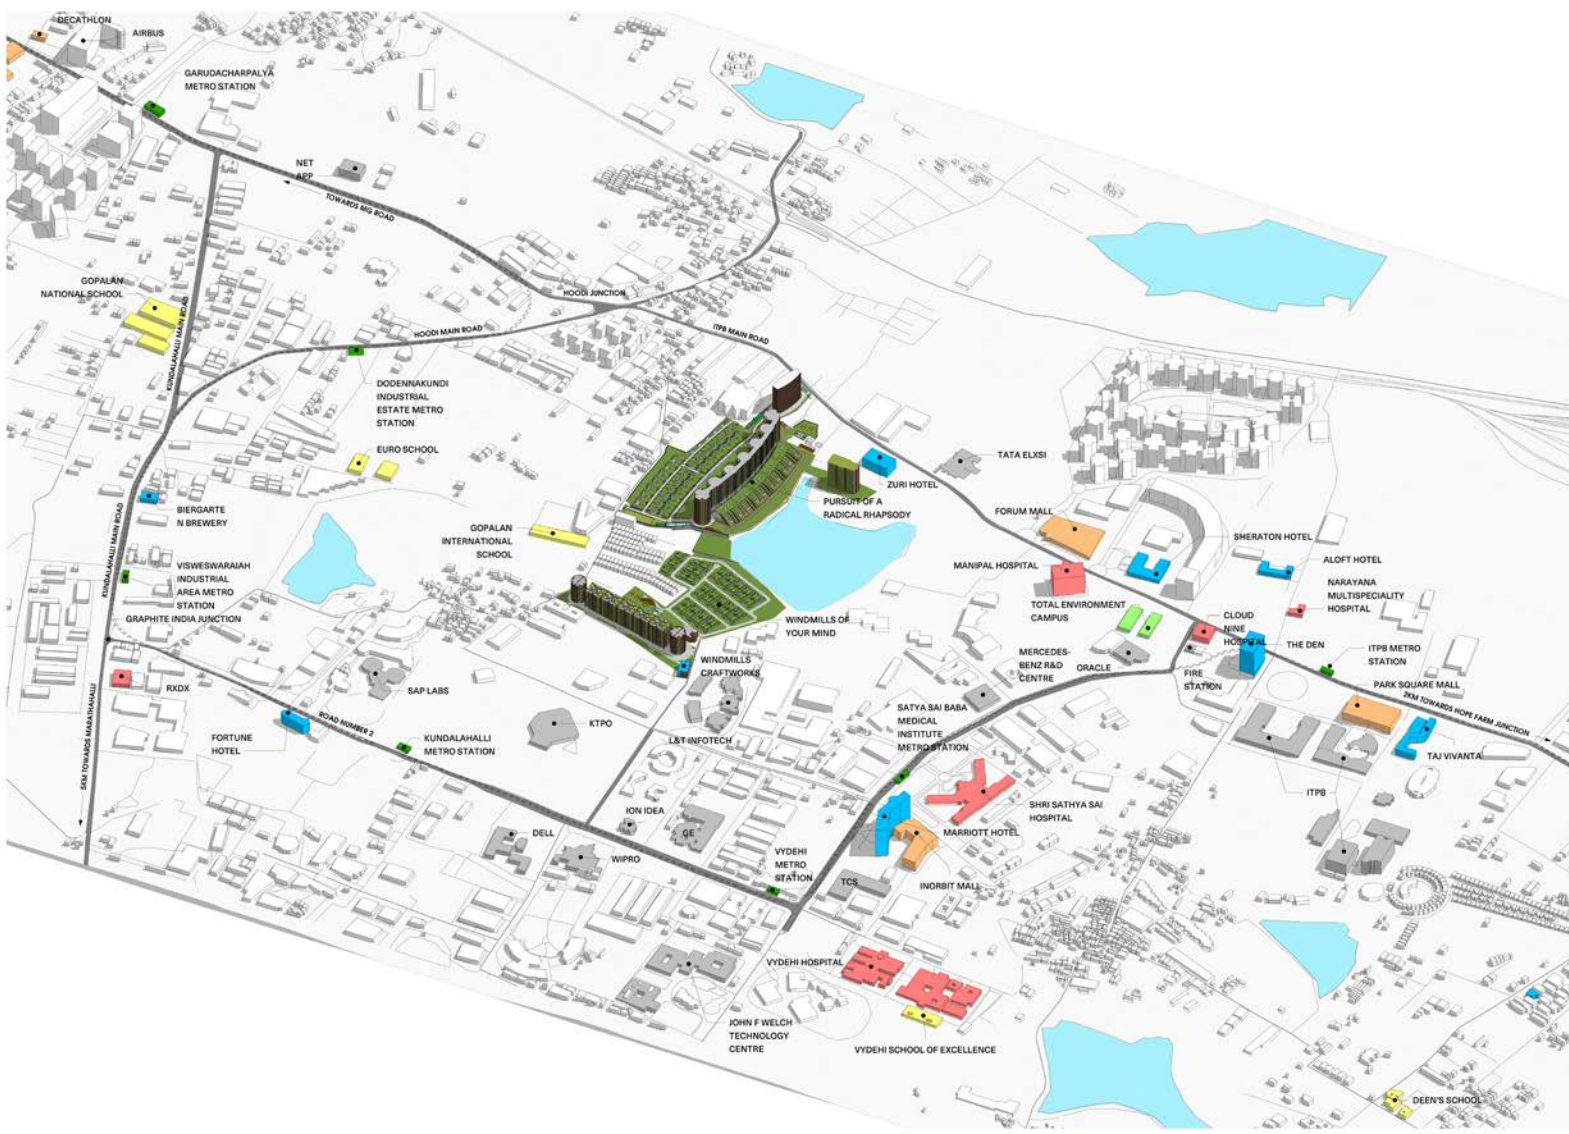 DECATHLON
AIRBUS
GARUDACHARPALYA
METRO STATION
NET
APP
TOWARDS MG ROAD
GOPALAN
NATIONAL SCHOOL
KUNDALAHALLI MAIN ROAD
HOODI JUNCTION
HOODI MAIN ROAD
ITPB MAIN ROAD
DODENNAKUNDI
INDUSTRIAL
ESTATE METRO
STATION
EURO SCHOOL
TATA ELXSI
ZURI HOTEL
PURSUIT OF A
RADICAL RHAPSODY
BIERGARTE
N BREWERY
KUNDALAHALLI MAIN ROAD
GOPALAN
INTERNATIONAL
SCHOOL
FORUM MALL
SHERATON HOTEL
ALOFT HOTEL
MANIPAL HOSPITAL
NARAYANA
MULTISPECIALITY
HOSPITAL
VISWESWARAIAH
INDUSTRIAL
AREA METRO
STATION
GRAPHITE INDIA JUNCTION
TOTAL ENVIRONMENT
CAMPUS
WINDMILLS OF
YOUR MIND
CLOUD
NINE
HOSPITAL
THE DEN
ITPB METRO
STATION
MERCEDES-
BENZ R&D
CENTRE
ORACLE
FIRE
STATION
WINDMILLS
CRAFTWORKS
RXDX
SAP LABS
PARK SQUARE MALL
2KM TOWARDS HOPE FARM JUNCTION
SATYA SAI BABA
MEDICAL
INSTITUTE
METRO STATION
ROAD NUMBER 2
KTPO
FORTUNE
HOTEL
KUNDALAHALLI
METRO STATION
L&T INFOTECH
TAJ VIVANTA
5KM TOWARDS MARATHAHALLI
ITPB
SHRI SATHYA SAI
HOSPITAL
ION IDEA
DELL
GE
MARRIOTT HOTEL
WIPRO
VYDEHI
METRO
STATION
TCS
INORBIT MALL
VYDEHI HOSPITAL
JOHN F WELCH
TECHNOLOGY
CENTRE
VYDEHI SCHOOL OF EXCELLENCE
DEEN'S SCHOOL